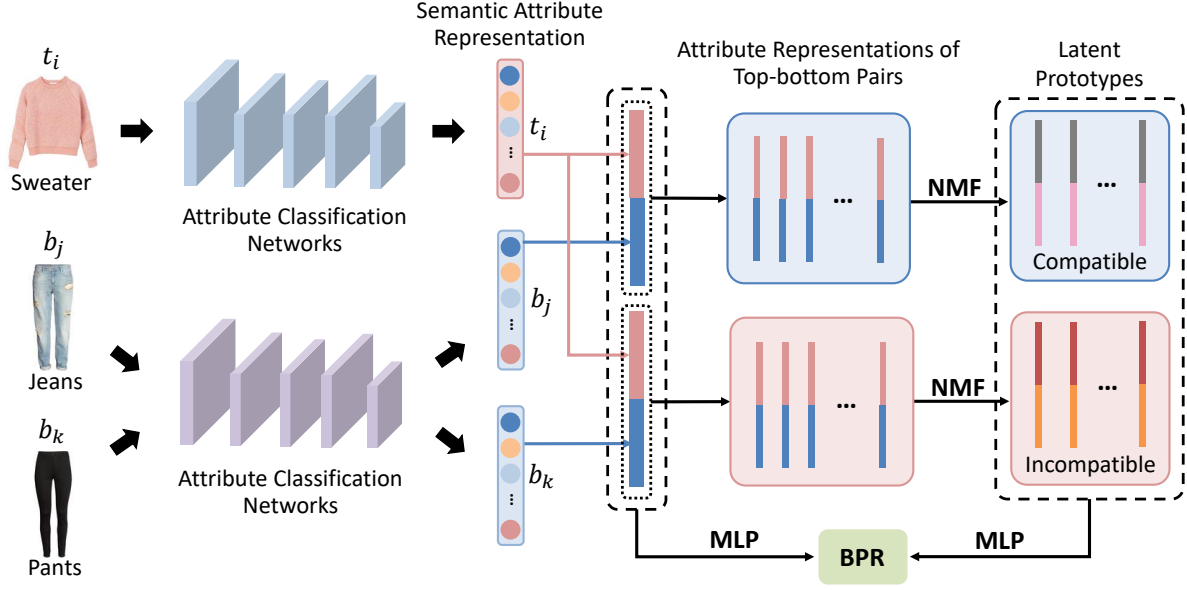 t_i
Sweater
b_j
Jeans
b_k
Pants
Attribute Classification
Networks
Attribute Classification
Networks
Semantic Attribute
Representation
t_i
...
b_j
...
b_k
...
Attribute Representations of
Top-bottom Pairs
...
...
NMF
NMF
Latent
Prototypes
...
Compatible
...
Incompatible
MLP
BPR
MLP